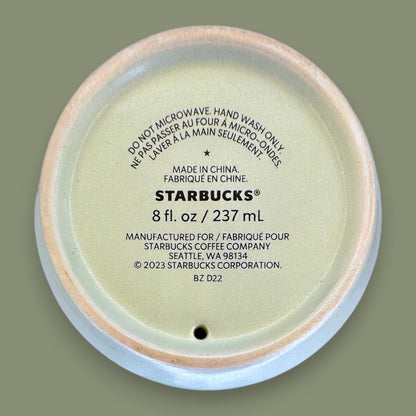 DO NOT MICROWAVE. HAND WASH ONLY.
NE PAS PASSER AU FOUR À MICRO-ONDES.
LAVER À LA MAIN SEULEMENT.
★
MADE IN CHINA.
FABRIQUÉ EN CHINE.
STARBUCKS®
8 fl. oz / 237 mL
MANUFACTURED FOR / FABRIQUÉ POUR
STARBUCKS COFFEE COMPANY
SEATTLE, WA 98134
© 2023 STARBUCKS CORPORATION.
BZ D22